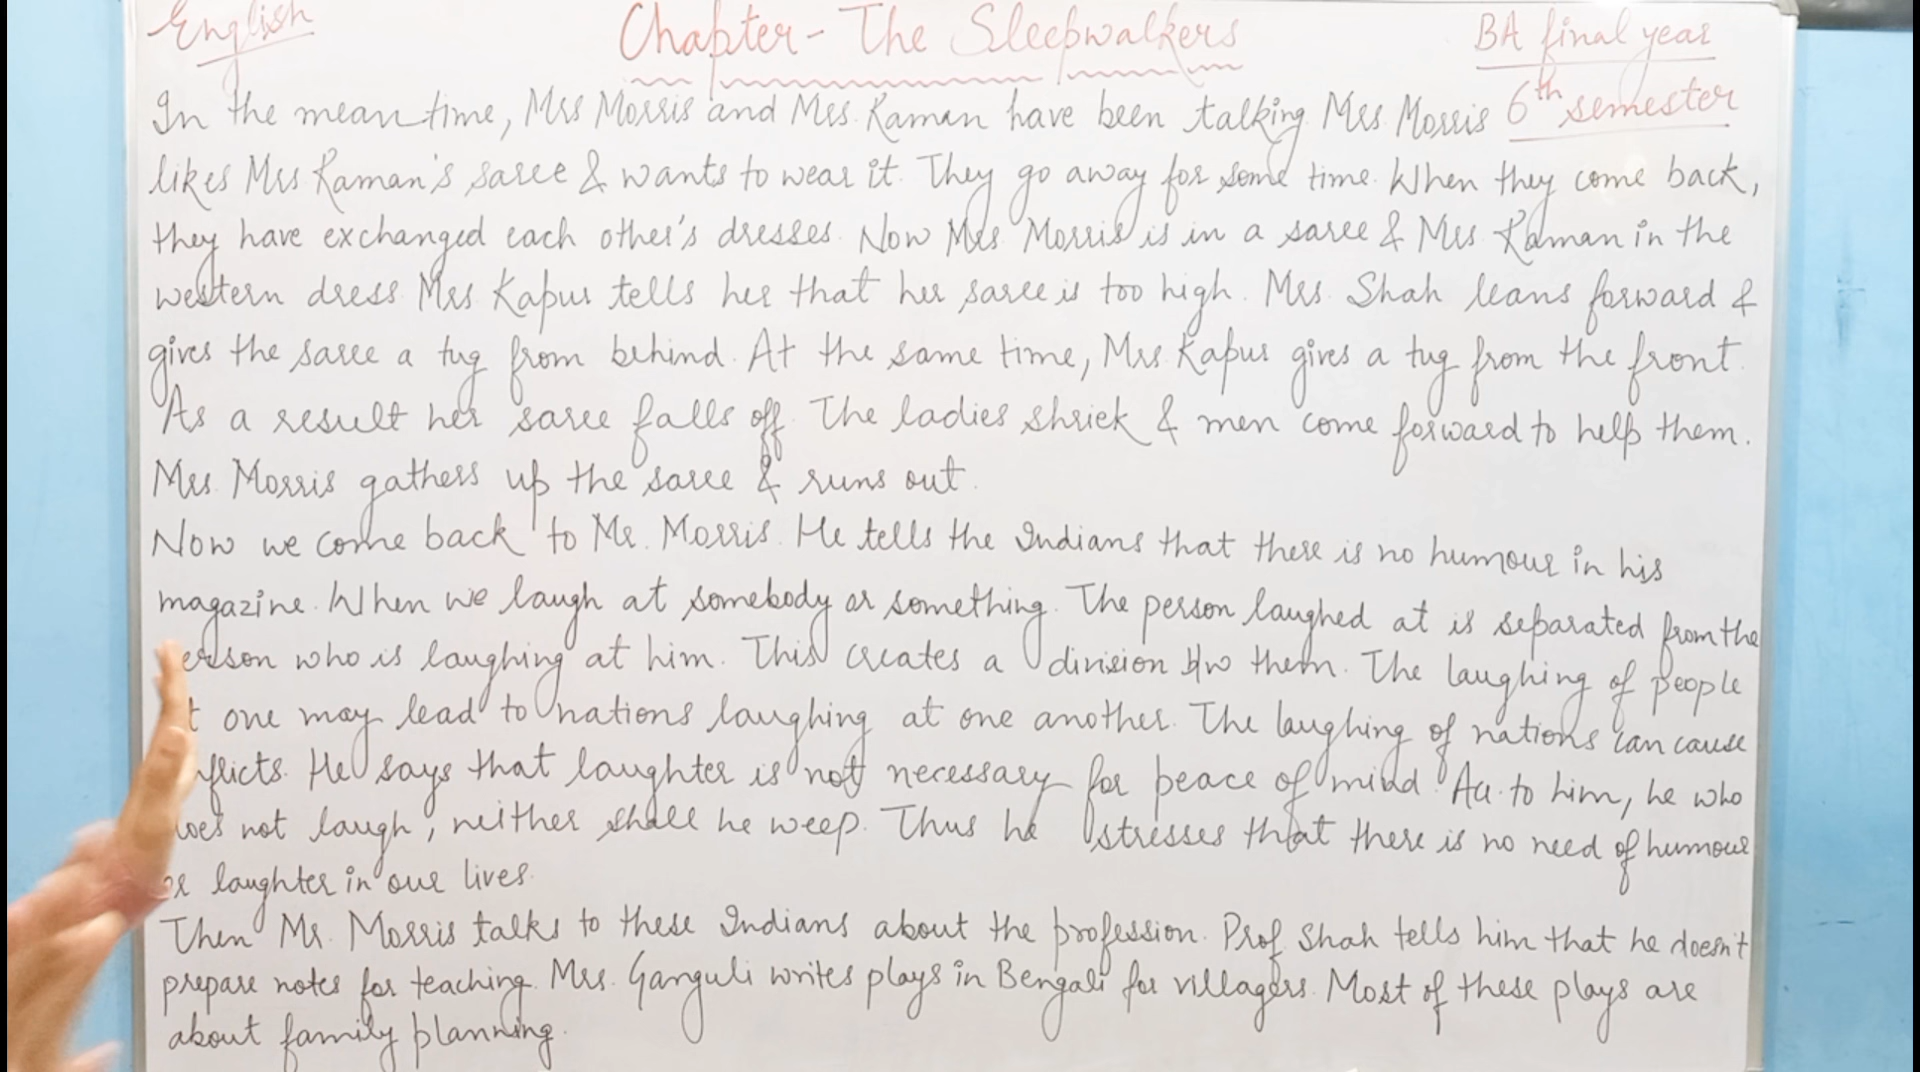 English
Chapter- The Sleepwalkers
BA final year
6th semester
In the mean time, Mrs Morris and Mrs. Raman have been talking. Mrs Morris
likes Mrs Raman's saree & wants to wear it. They go away for some time. When they come back,
they have exchanged each other's dresses. Now Mrs Morris is in a saree & Mrs Raman in the
western dress. Mrs Kapur tells her that her saree is too high. Mrs. Shah leans forward &
gives the saree a tug from behind. At the same time, Mrs Kapur gives a tug from the front.
As a result her saree falls off. The ladies shriek & men come forward to help them.
Mrs. Morris gathers up the saree & runs out.
Now we come back to Mr. Morris. He tells the Indians that there is no humour in his
magazine. When we laugh at somebody or something. The person laughed at is separated from the
erson who is laughing at him. This creates a division b/w them. The laughing of people
t one may lead to nations laughing at one another. The laughing of nations can cause
nflicts. He says that laughter is not necessary for peace of mind. Acc. to him, he who
does not laugh, neither shall he weep. Thus he stresses that there is no need of humour
or laughter in our lives.
Then Mr. Morris talks to these Indians about the profession. Prof Shah tells him that he doesn't
prepare notes for teaching. Mrs. Ganguli writes plays in Bengali for villagers. Most of these plays are
about family planning.